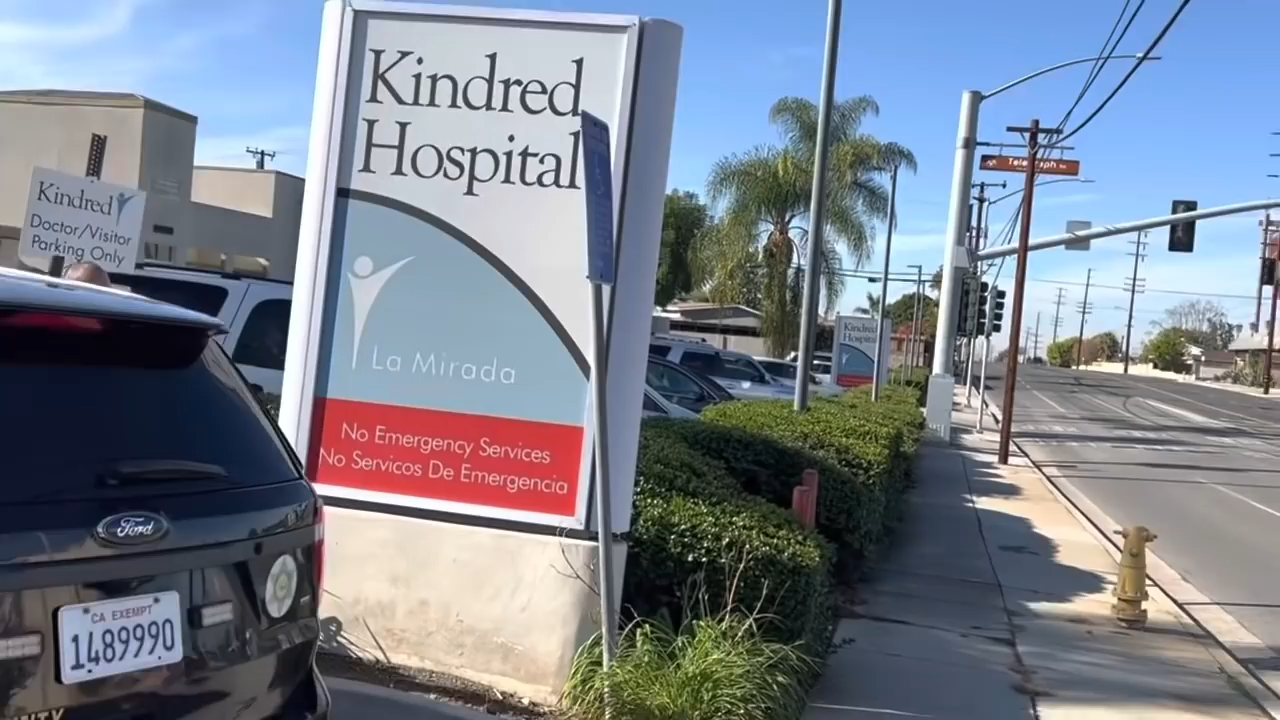 Kindred
Hospital
La Mirada
No Emergency Services
No Servicos De Emergencia
Kindred
Doctor/Visitor
Parking Only
Ford
CA EXEMPT
1489990
Kindred
Hospital
Telegraph